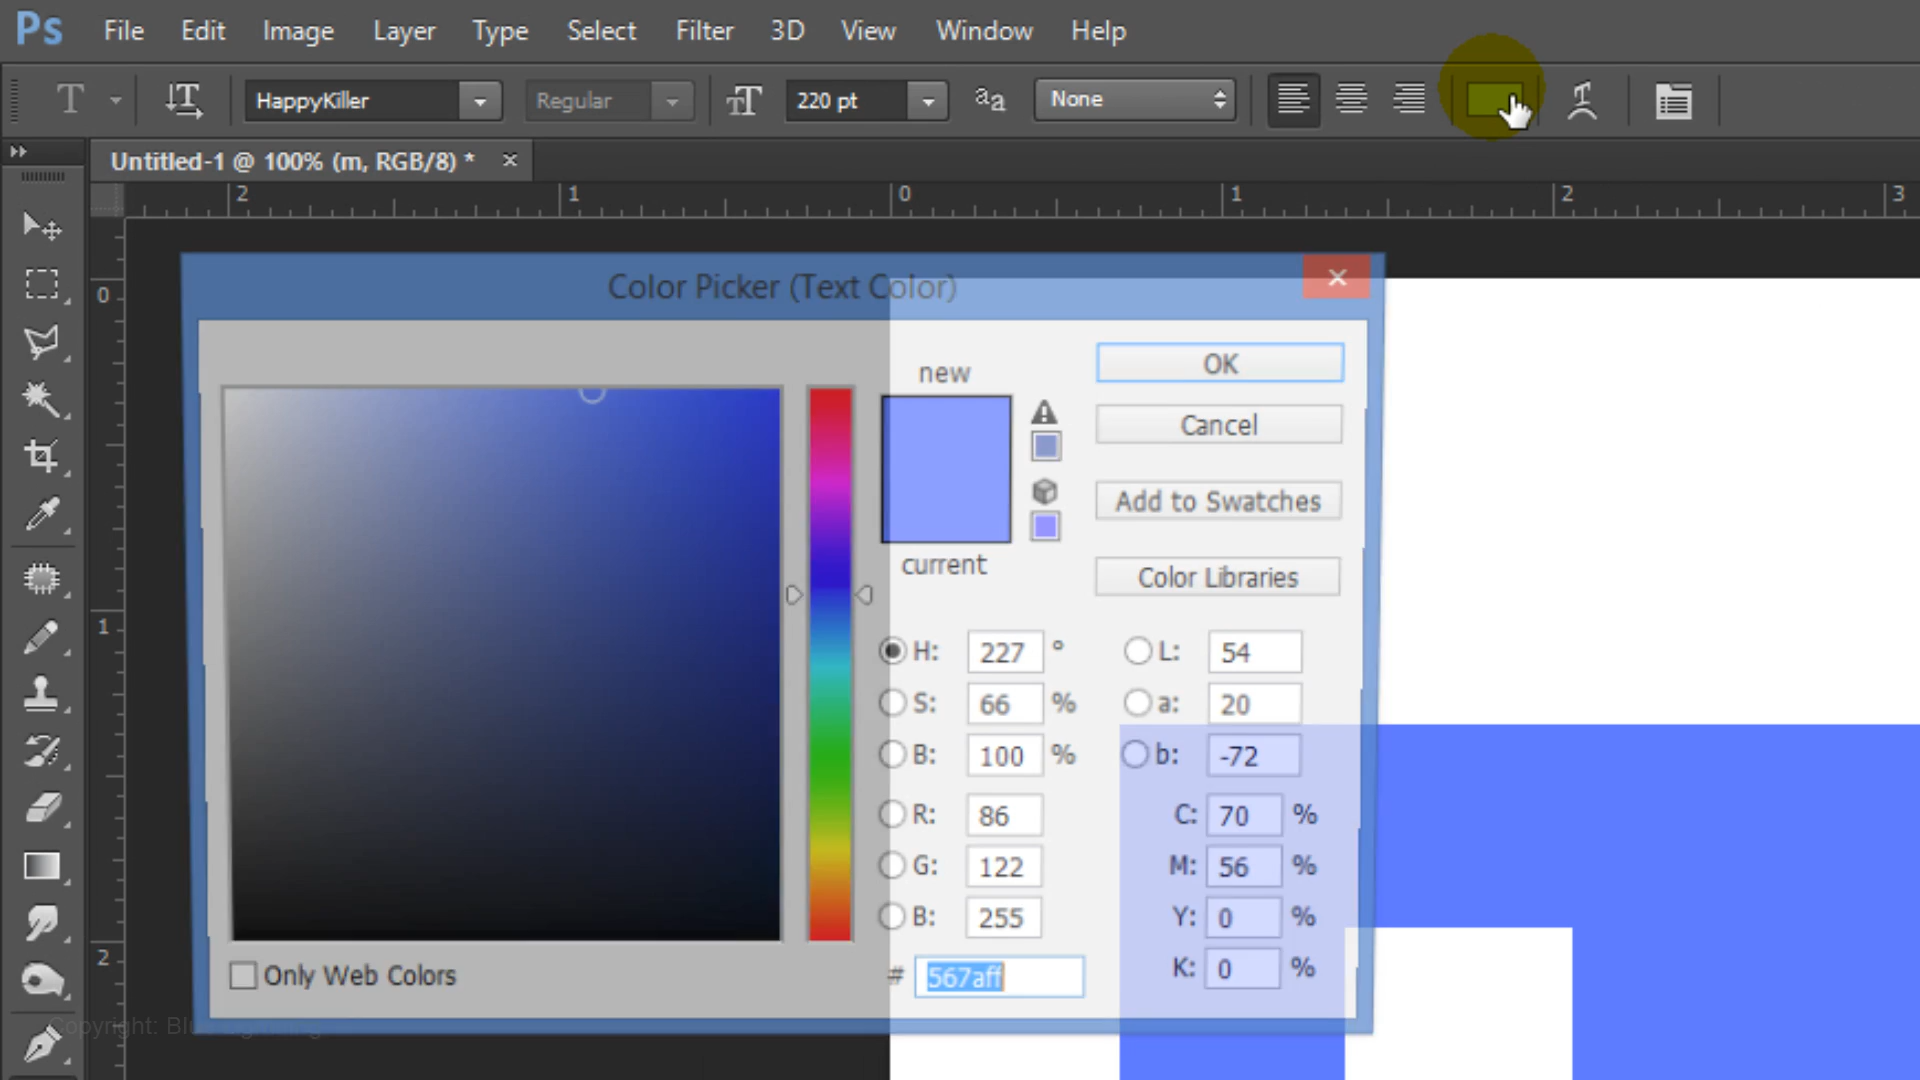 Ps File Edit Image Layer Type Select Filter 3D View Window Help
T HappyKiller Regular 220 pt aa None
Untitled-1 @ 100% (m, RGB/8) * ×
2 1 0 1 2 3
0
1
2
Color Picker (Text Color)
new
current
OK
Cancel
Add to Swatches
Color Libraries
H: 227 ° L: 54
S: 66 % a: 20
B: 100 % b: -72
R: 86 C: 70 %
G: 122 M: 56 %
B: 255 Y: 0 %
# 567aff K: 0 %
Only Web Colors
Copyright: